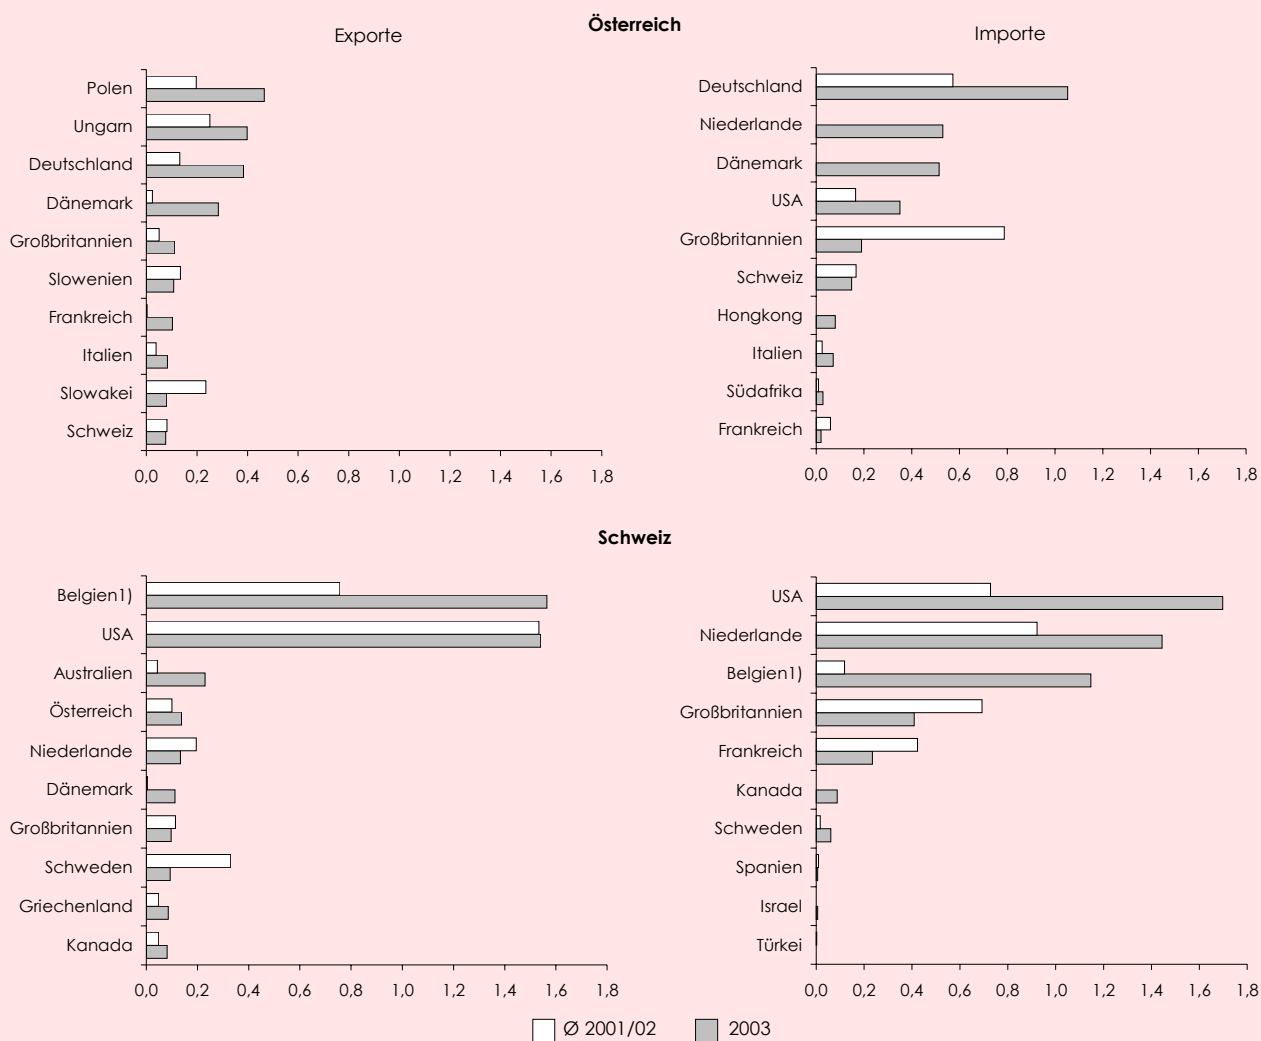 Österreich
Exporte
Polen
Ungarn
Deutschland
Dänemark
Großbritannien
Slowenien
Frankreich
Italien
Slowakei
Schweiz
0,0 0,2 0,4 0,6 0,8 1,0 1,2 1,4 1,6 1,8
Importe
Deutschland
Niederlande
Dänemark
USA
Großbritannien
Schweiz
Hongkong
Italien
Südafrika
Frankreich
0,0 0,2 0,4 0,6 0,8 1,0 1,2 1,4 1,6 1,8
Schweiz
Belgien1)
USA
Australien
Österreich
Niederlande
Dänemark
Großbritannien
Schweden
Griechenland
Kanada
0,0 0,2 0,4 0,6 0,8 1,0 1,2 1,4 1,6 1,8
USA
Niederlande
Belgien1)
Großbritannien
Frankreich
Kanada
Schweden
Spanien
Israel
Türkei
0,0 0,2 0,4 0,6 0,8 1,0 1,2 1,4 1,6 1,8
Ø 2001/02 2003